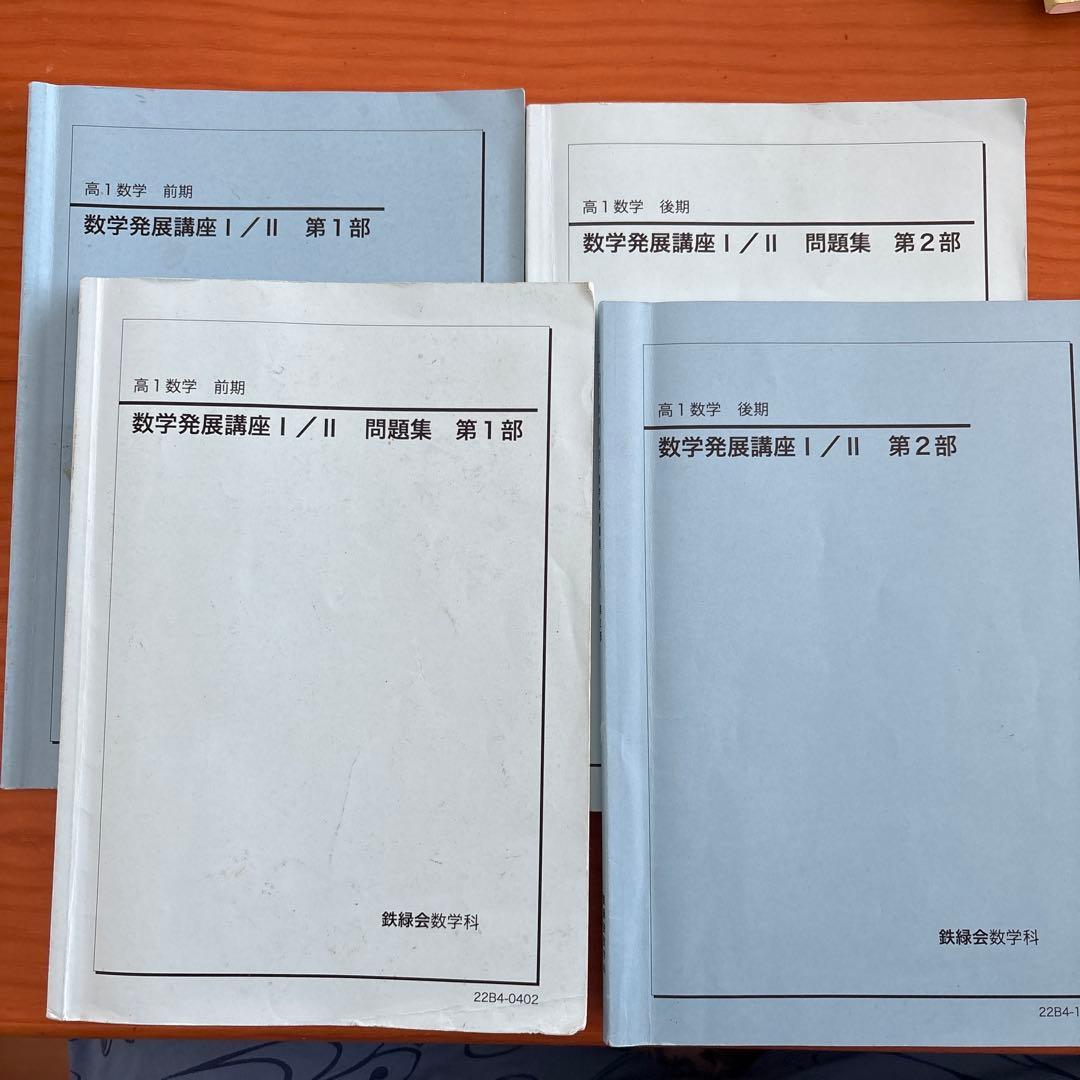 高1数学 前期
数学発展講座Ⅰ／Ⅱ 第1部
高1数学 後期
数学発展講座Ⅰ／Ⅱ 問題集 第2部
高1数学 前期
数学発展講座Ⅰ／Ⅱ 問題集 第1部
鉄緑会数学科
22B4-0402
高1数学 後期
数学発展講座Ⅰ／Ⅱ 第2部
鉄緑会数学科
22B4-1